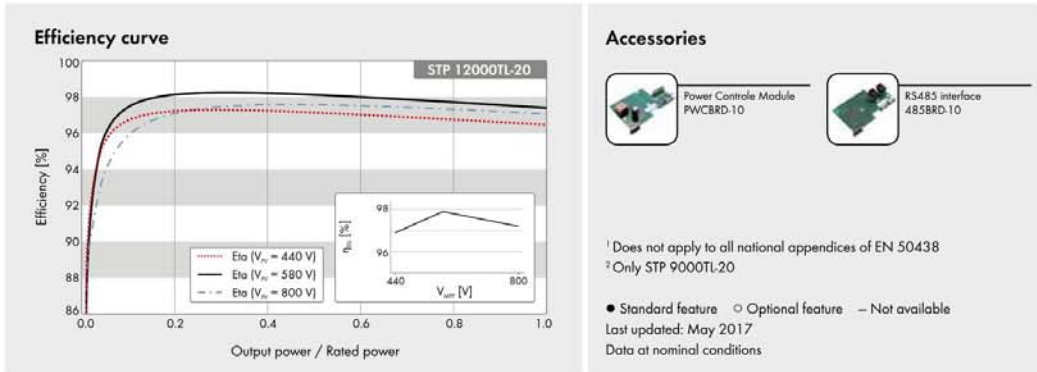 Efficiency curve
STP 12000TL-20
100
98
96
94
92
90
88
86
Efficiency [%]
0.0 0.2 0.4 0.6 0.8 1.0
Output power / Rated power
Eta (VPV = 440 V)
Eta (VPV = 580 V)
Eta (VPV = 800 V)
98
96
440 800
VMPP [V]
Accessories
Power Controle Module
PWCBRD-10
RS485 interface
485BRD-10
¹ Does not apply to all national appendices of EN 50438
² Only STP 9000TL-20
● Standard feature ○ Optional feature – Not available
Last updated: May 2017
Data at nominal conditions